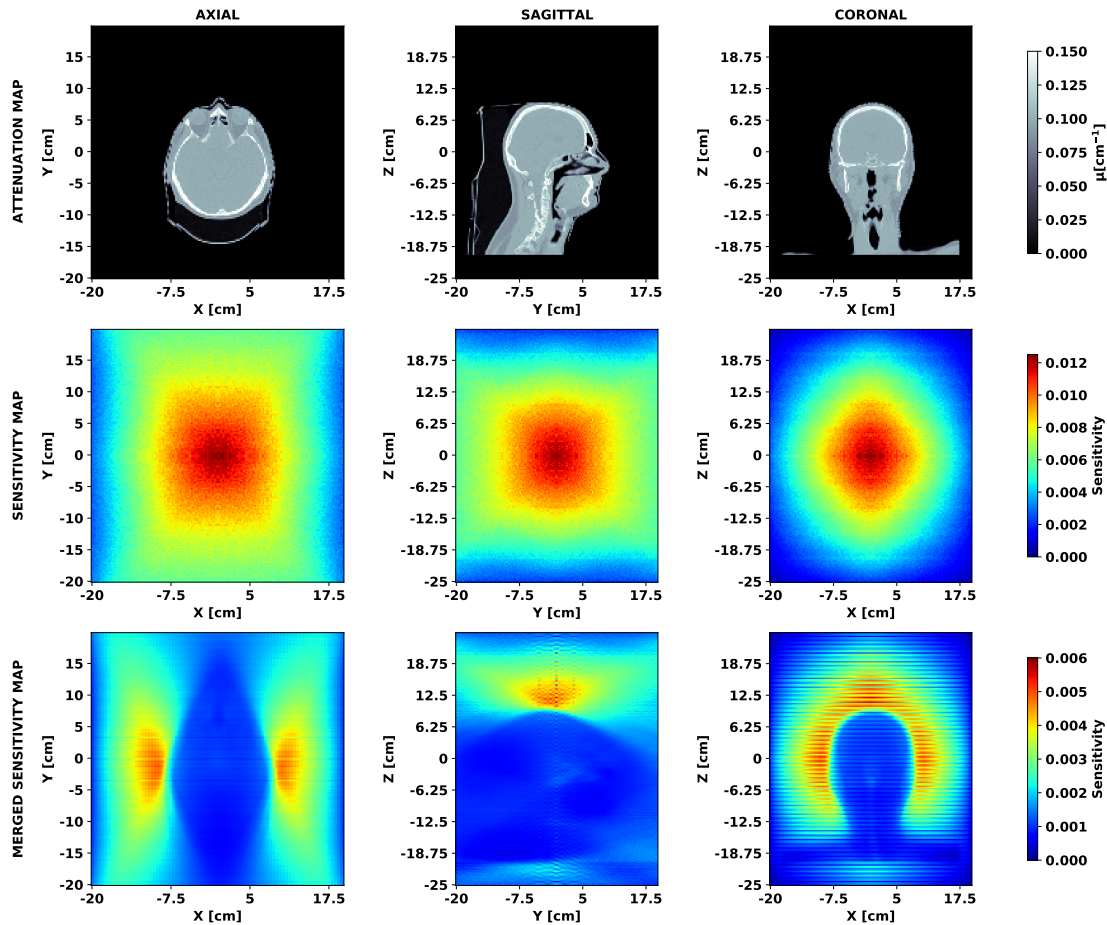 AXIAL SAGITTAL CORONAL
ATTENUATION MAP
Y [cm]
15
10
5
0
-5
-10
-15
-20
-20 -7.5 5 17.5
X [cm]
Z [cm]
18.75
12.5
6.25
0
-6.25
-12.5
-18.75
-25
-20 -7.5 5 17.5
Y [cm]
Z [cm]
18.75
12.5
6.25
0
-6.25
-12.5
-18.75
-25
-20 -7.5 5 17.5
X [cm]
0.150
0.125
0.100
0.075
0.050
0.025
0.000
μ[cm⁻¹]
SENSITIVITY MAP
Y [cm]
15
10
5
0
-5
-10
-15
-20
-20 -7.5 5 17.5
X [cm]
Z [cm]
18.75
12.5
6.25
0
-6.25
-12.5
-18.75
-25
-20 -7.5 5 17.5
Y [cm]
Z [cm]
18.75
12.5
6.25
0
-6.25
-12.5
-18.75
-25
-20 -7.5 5 17.5
X [cm]
0.012
0.010
0.008
0.006
0.004
0.002
0.000
Sensitivity
MERGED SENSITIVITY MAP
Y [cm]
15
10
5
0
-5
-10
-15
-20
-20 -7.5 5 17.5
X [cm]
Z [cm]
18.75
12.5
6.25
0
-6.25
-12.5
-18.75
-25
-20 -7.5 5 17.5
Y [cm]
Z [cm]
18.75
12.5
6.25
0
-6.25
-12.5
-18.75
-25
-20 -7.5 5 17.5
X [cm]
0.006
0.005
0.004
0.003
0.002
0.001
0.000
Sensitivity